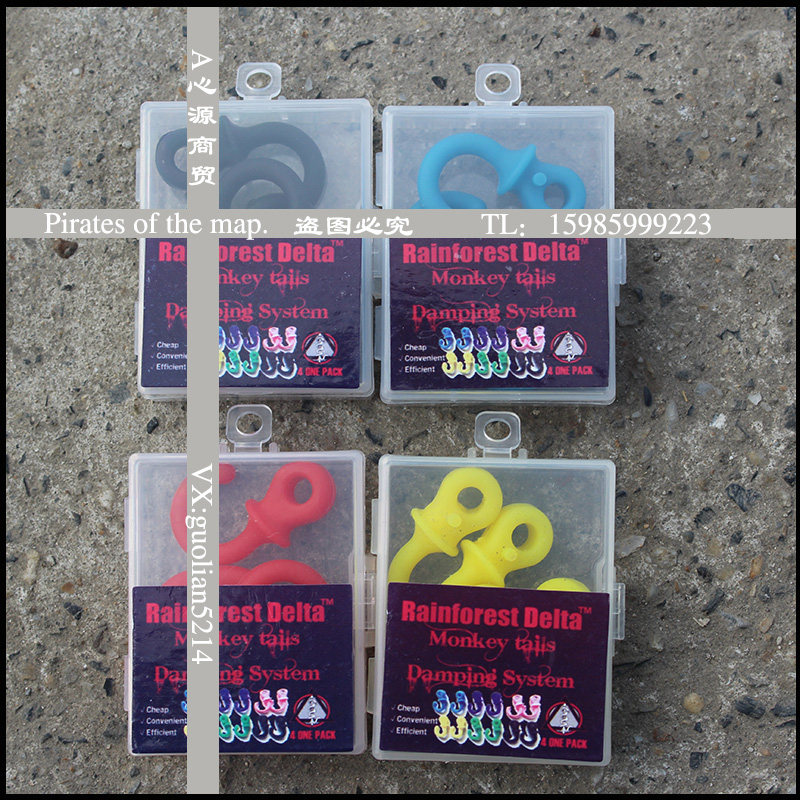 A心源商贸
Pirates of the map. 盗图必究 TL: 15985999223
VX:guolian5214
Rainforest Delta™
Monkey tails
Damping System
✓ Cheap
✓ Convenient
✓ Efficient
4 ONE PACK
Rainforest Delta™
Monkey tails
Damping System
✓ Cheap
✓ Convenient
✓ Efficient
4 ONE PACK
Rainforest Delta™
Monkey tails
Damping System
✓ Cheap
✓ Convenient
✓ Efficient
4 ONE PACK
Rainforest Delta™
Monkey tails
Damping System
✓ Cheap
✓ Convenient
✓ Efficient
4 ONE PACK